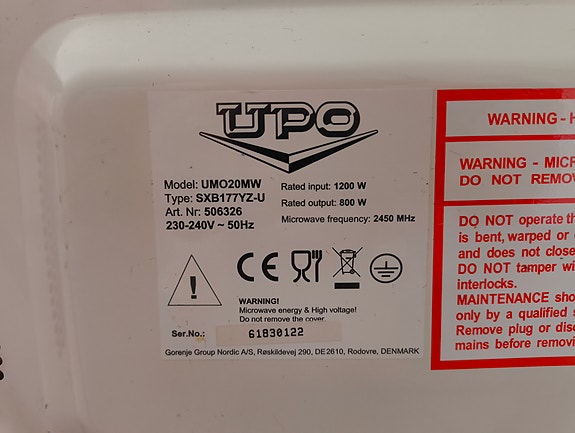 UPO
Model: UMO20MW
Type: SXB177YZ-U
Art. Nr: 506326
230-240V ~ 50Hz
Rated input: 1200 W
Rated output: 800 W
Microwave frequency: 2450 MHz
CE
WARNING!
Microwave energy & High voltage!
Do not remove the cover.
Ser.No.: 61830122
Gorenje Group Nordic A/S, Røskildevej 290, DE2610, Rodovre, DENMARK
WARNING - H
WARNING - MICR
DO NOT REMOV
DO NOT operate th
is bent, warped or
and does not close
DO NOT tamper wi
interlocks.
MAINTENANCE sho
only by a qualified s
Remove plug or disc
mains before removi